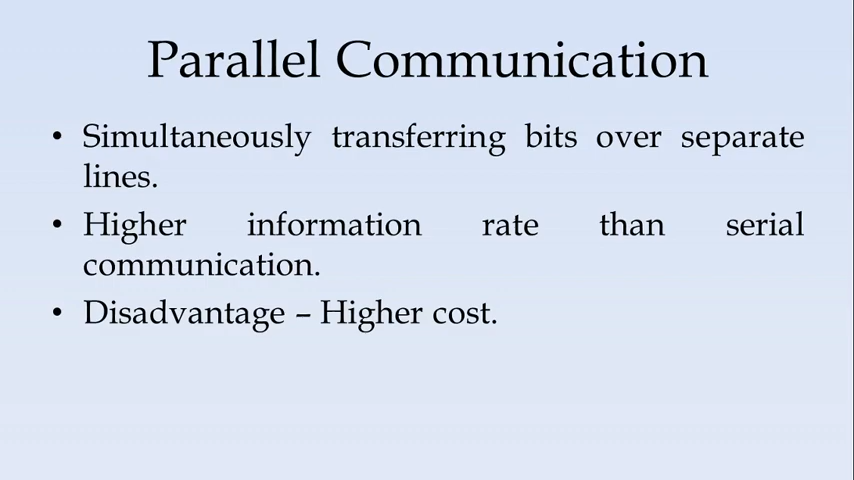 Parallel Communication
• Simultaneously transferring bits over separate
lines.
• Higher information rate than serial
communication.
• Disadvantage – Higher cost.